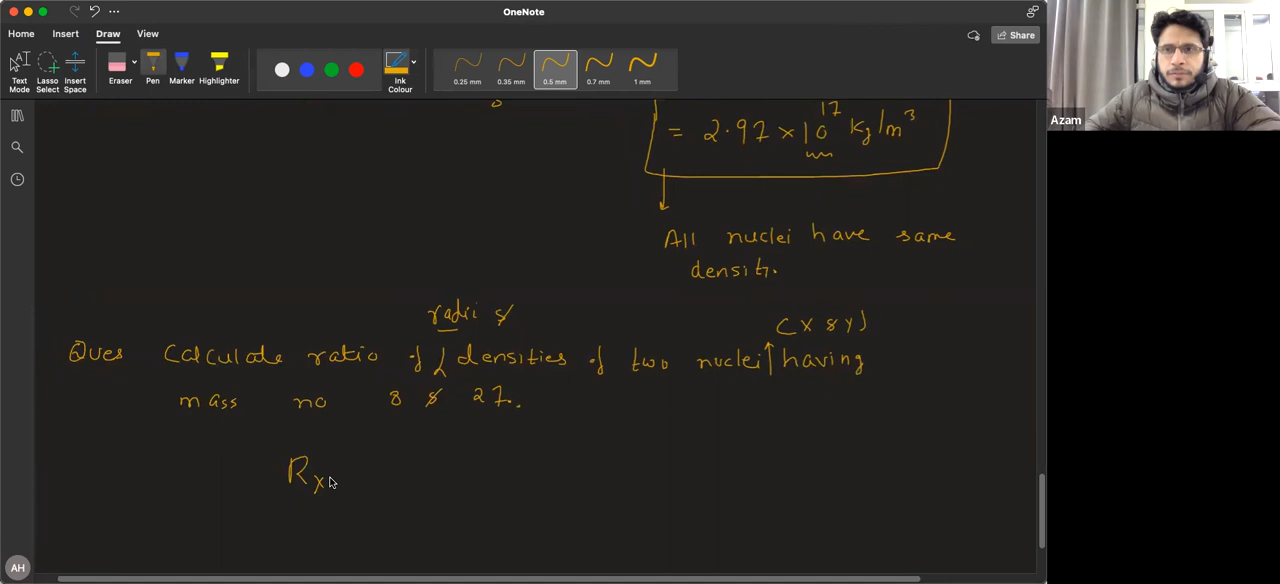 OneNote
Home Insert Draw View
Share
Text Mode
Lasso Select
Insert Space
Eraser
Pen
Marker
Highlighter
Ink Colour
0.25 mm
0.35 mm
0.5 mm
0.7 mm
1 mm
Azam
= 2.97 × 10^17 Kg/m^3
All nuclei have same
density.
radii &
(X & Y)
Ques Calculate ratio of densities of two nuclei having
mass no 8 & 27.
Rx
AH